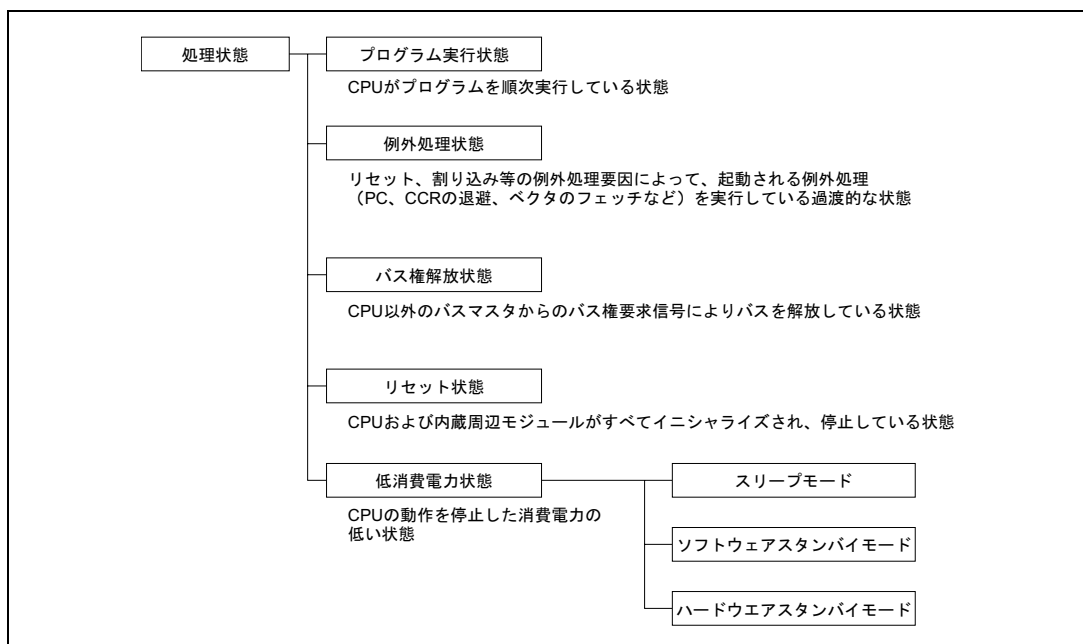 処理状態
プログラム実行状態
CPUがプログラムを順次実行している状態
例外処理状態
リセット、割り込み等の例外処理要因によって、起動される例外処理
（PC、CCRの退避、ベクタのフェッチなど）を実行している過渡的な状態
バス権解放状態
CPU以外のバスマスタからのバス権要求信号によりバスを解放している状態
リセット状態
CPUおよび内蔵周辺モジュールがすべてイニシャライズされ、停止している状態
低消費電力状態
CPUの動作を停止した消費電力の
低い状態
スリープモード
ソフトウェアスタンバイモード
ハードウエアスタンバイモード